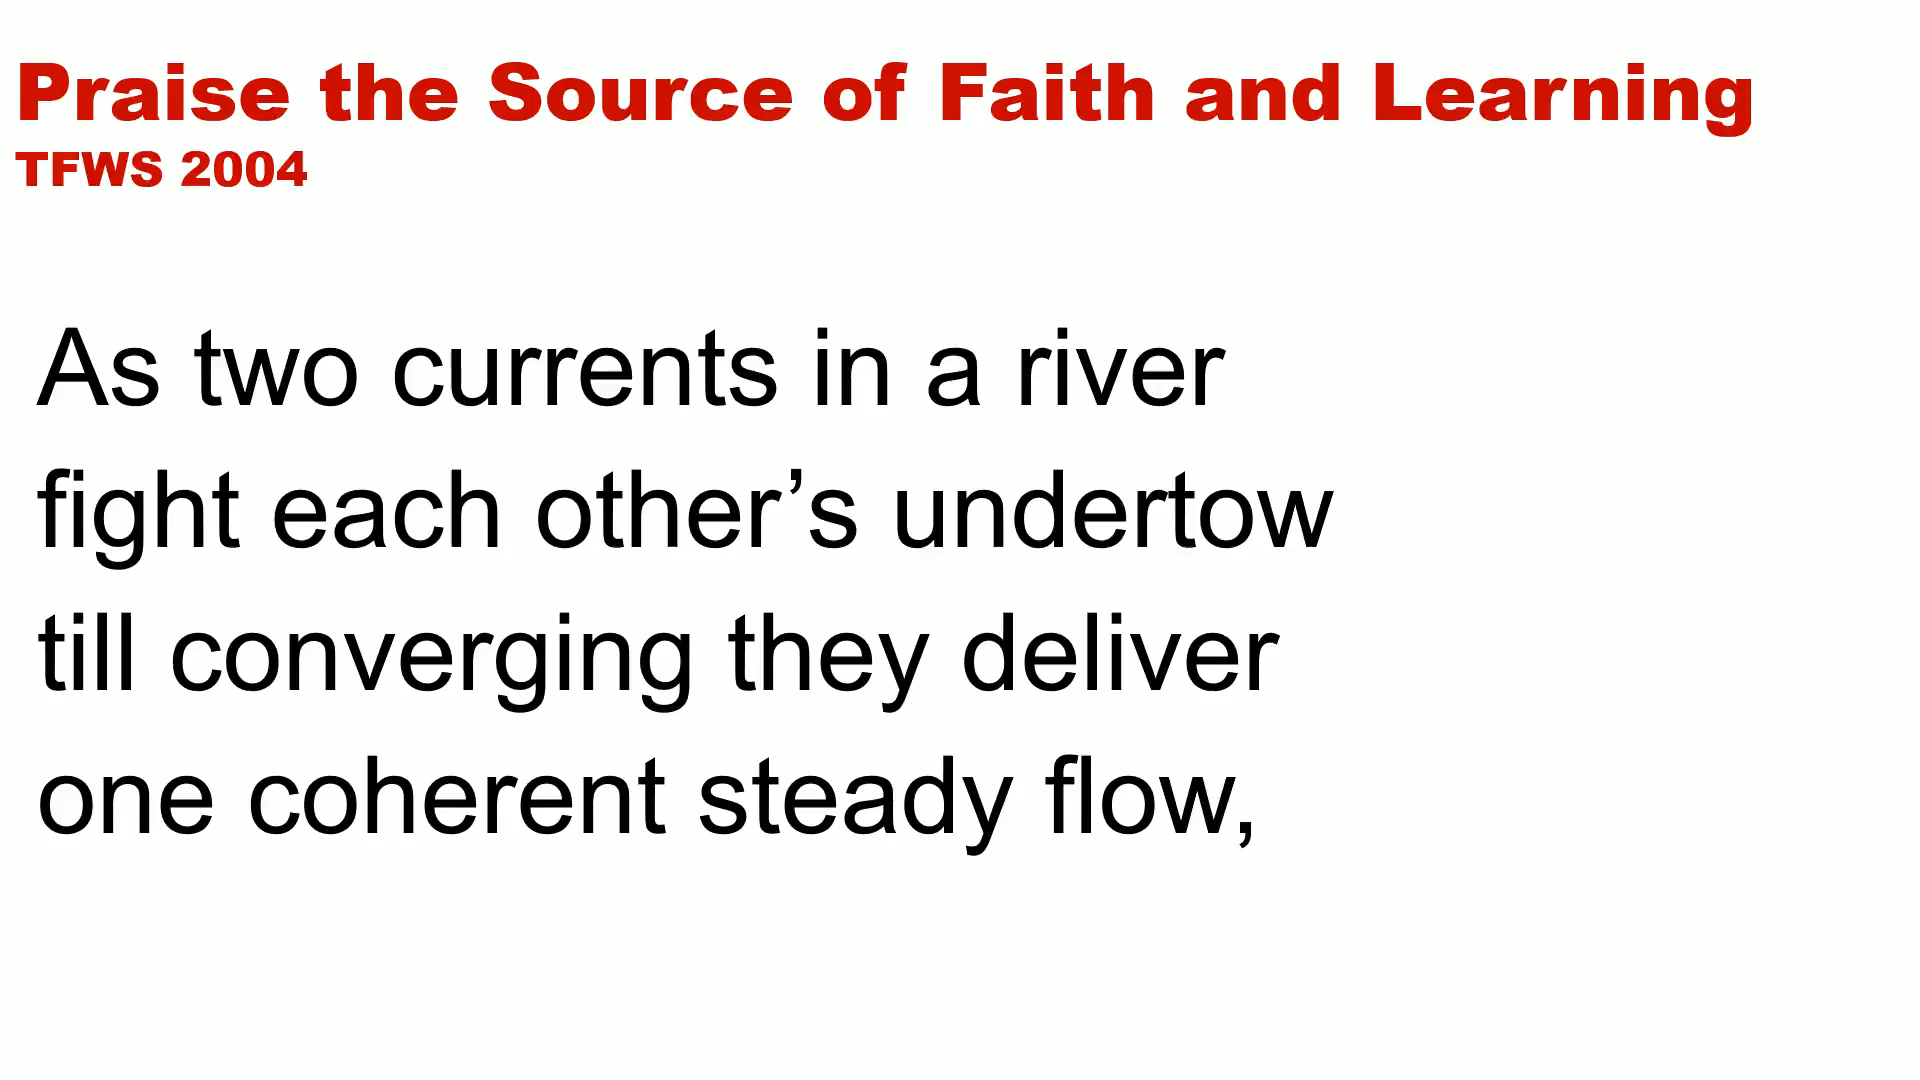 Praise the Source of Faith and Learning
TFWS 2004
As two currents in a river
fight each other’s undertow
till converging they deliver
one coherent steady flow,